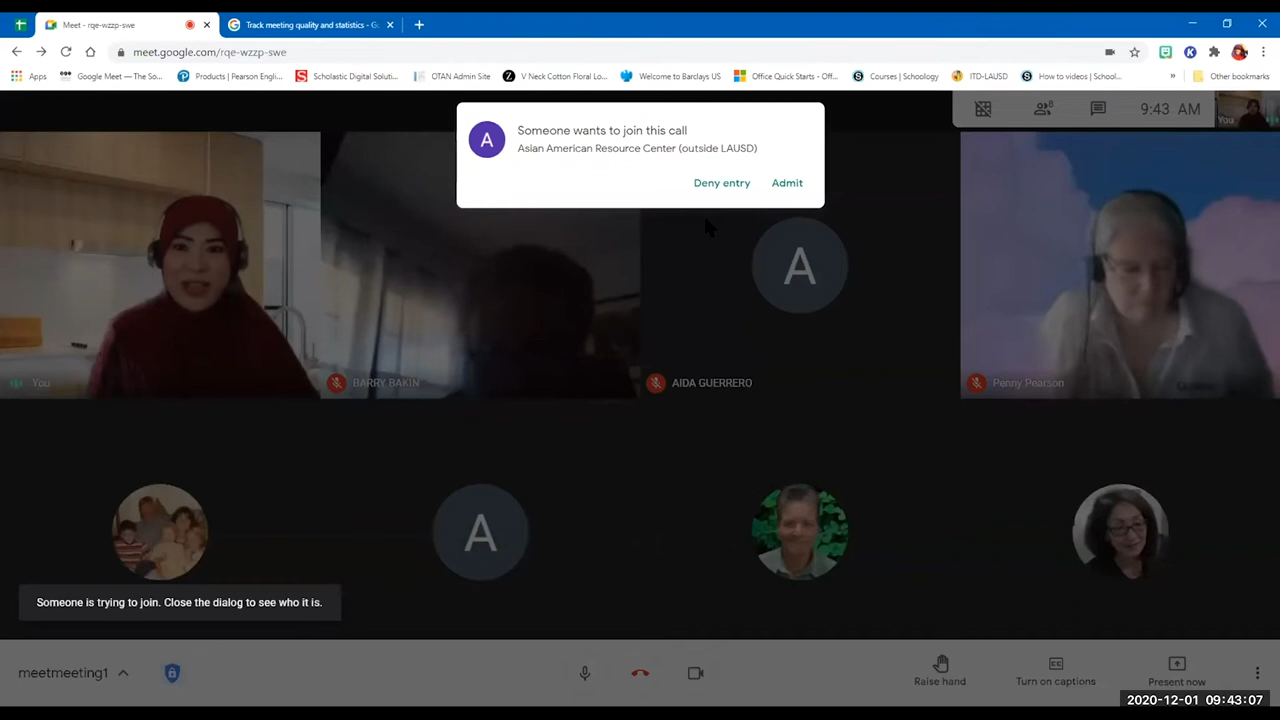 Meet - rqe-wzzp-swe
Track meeting quality and statistics - G
meet.google.com/rqe-wzzp-swe
Apps
Google Meet — The So...
Products | Pearson Engli...
Scholastic Digital Soluti...
OTAN Admin Site
V Neck Cotton Floral Lo...
Welcome to Barclays US
Office Quick Starts - Off...
Courses | Schoology
ITD-LAUSD
How to videos | School...
»
Other bookmarks
8
9:43 AM
You
A
Someone wants to join this call
Asian American Resource Center (outside LAUSD)
Deny entry
Admit
A
You
BARRY BAKIN
AIDA GUERRERO
Penny Pearson
A
Someone is trying to join. Close the dialog to see who it is.
meetmeeting1
Raise hand
Turn on captions
Present now
2020-12-01 09:43:07